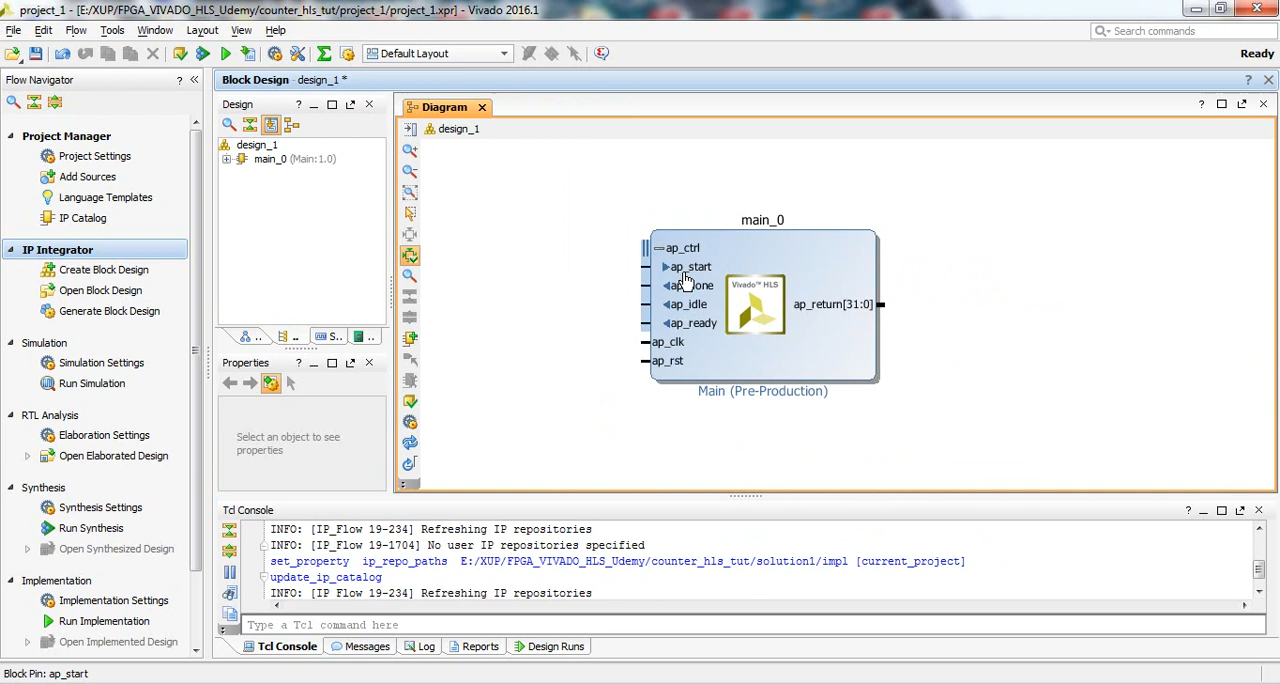 project_1 - [E:/XUP/FPGA_VIVADO_HLS_Udemy/counter_hls_tut/project_1/project_1.xpr] - Vivado 2016.1
File Edit Flow Tools Window Layout View Help
Search commands
Default Layout
Ready
Flow Navigator
Project Manager
Project Settings
Add Sources
Language Templates
IP Catalog
IP Integrator
Create Block Design
Open Block Design
Generate Block Design
Simulation
Simulation Settings
Run Simulation
RTL Analysis
Elaboration Settings
Open Elaborated Design
Synthesis
Synthesis Settings
Run Synthesis
Open Synthesized Design
Implementation
Implementation Settings
Run Implementation
Open Implemented Design
Block Design - design_1 *
Design
design_1
main_0 (Main:1.0)
S..
Properties
Select an object to see
properties
Diagram
design_1
main_0
ap_ctrl
ap_start
ap_idle
ap_ready
ap_clk
ap_rst
Vivado™ HLS
ap_return[31:0]
Main (Pre-Production)
Tcl Console
INFO: [IP_Flow 19-234] Refreshing IP repositories
INFO: [IP_Flow 19-1704] No user IP repositories specified
set_property ip_repo_paths E:/XUP/FPGA_VIVADO_HLS_Udemy/counter_hls_tut/solution1/impl [current_project]
update_ip_catalog
INFO: [IP_Flow 19-234] Refreshing IP repositories
Type a Tcl command here
Tcl Console Messages Log Reports Design Runs
Block Pin: ap_start